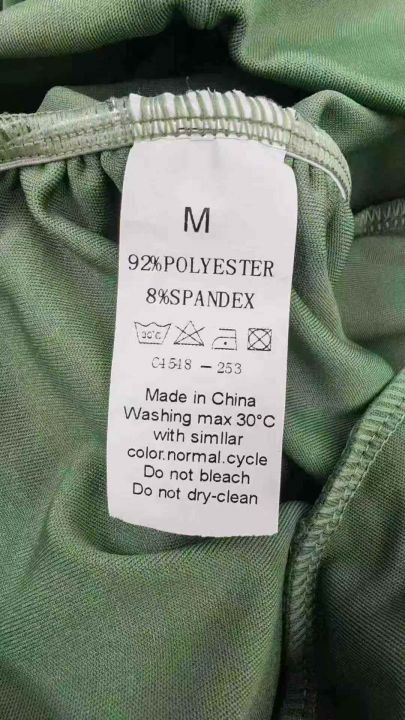 M
92%POLYESTER
8%SPANDEX
30°C
C4548-253
Made in China
Washing max 30°C
with simllar
color.normal.cycle
Do not bleach
Do not dry-clean